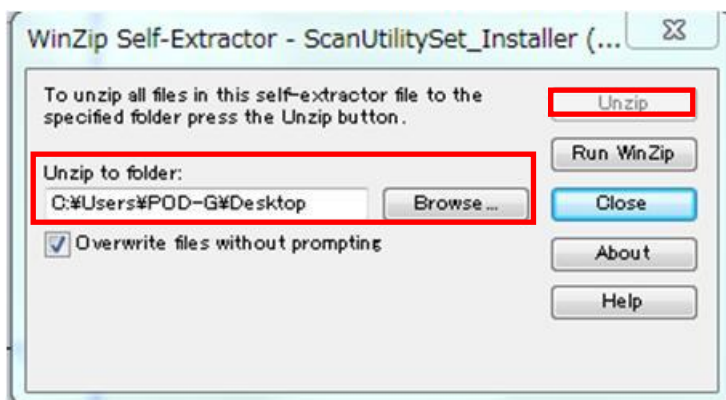 WinZip Self-Extractor - ScanUtilitySet_Installer (...
To unzip all files in this self-extractor file to the
specified folder press the Unzip button.
Unzip to folder:
C:¥Users¥POD-G¥Desktop
Browse...
Overwrite files without prompting
Unzip
Run WinZip
Close
About
Help